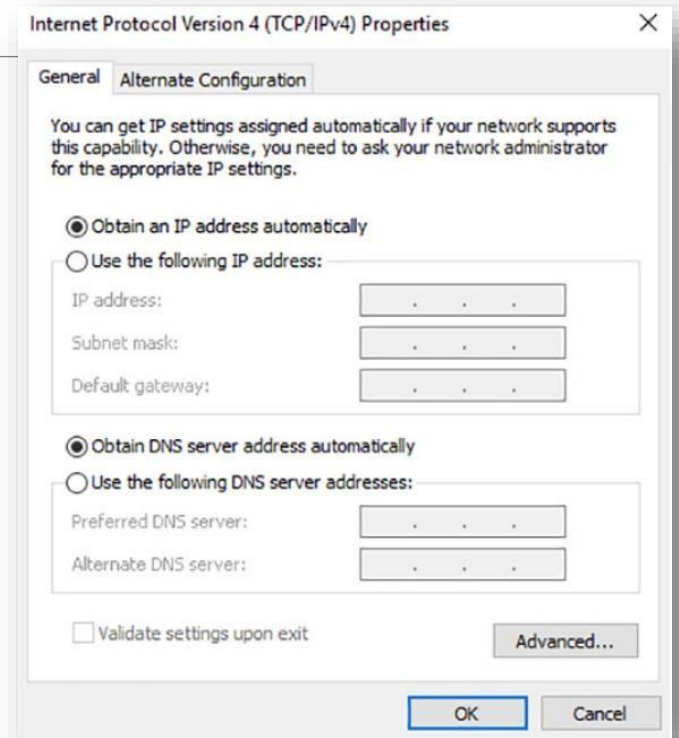 Internet Protocol Version 4 (TCP/IPv4) Properties
General
Alternate Configuration
You can get IP settings assigned automatically if your network supports
this capability. Otherwise, you need to ask your network administrator
for the appropriate IP settings.
Obtain an IP address automatically
Use the following IP address:
IP address:
Subnet mask:
Default gateway:
Obtain DNS server address automatically
Use the following DNS server addresses:
Preferred DNS server:
Alternate DNS server:
Validate settings upon exit
Advanced...
OK
Cancel